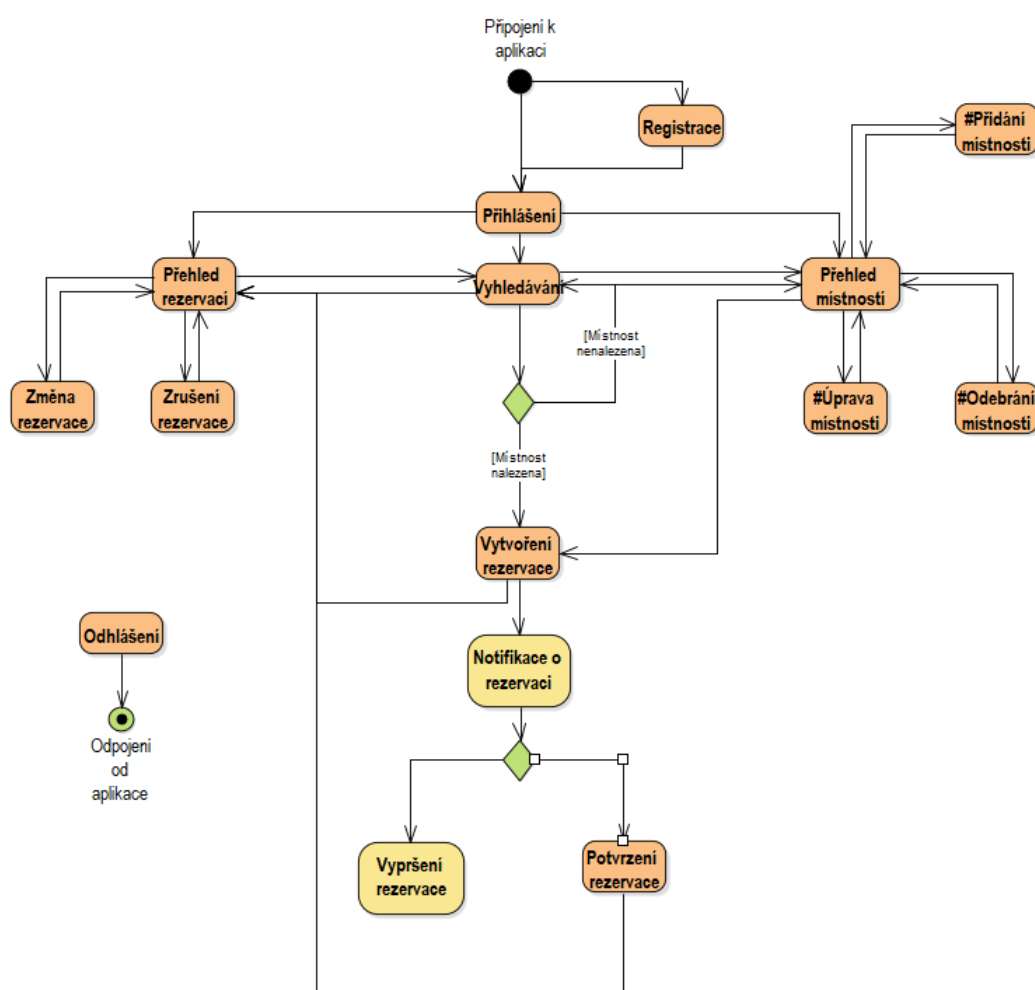 Připojení k
aplikaci
Registrace
#Přidání
místnosti
Přihlášení
Přehled
rezervací
Vyhledávání
Přehled
místností
[Místnost
nenalezena]
Změna
rezervace
Zrušení
rezervace
#Úprava
místnosti
#Odebrání
místnosti
[Místnost
nalezena]
Vytvoření
rezervace
Odhlášení
Notifikace o
rezervaci
Odpojení
od
aplikace
Vypršení
rezervace
Potvrzení
rezervace